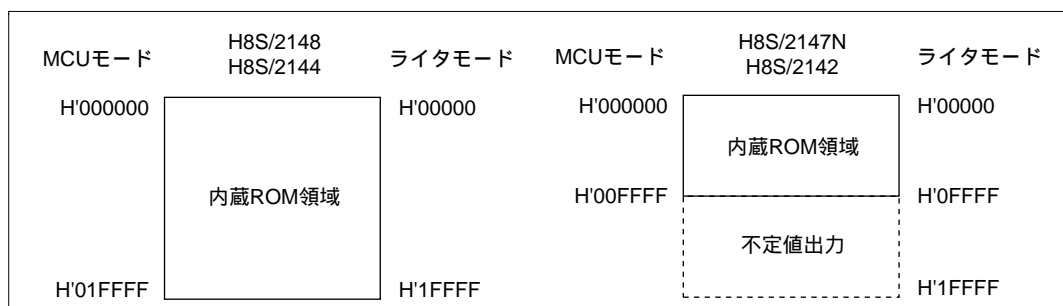 MCUモード
H8S/2148
H8S/2144
ライタモード
H'000000
H'00000
内蔵ROM領域
H'01FFFF
H'1FFFF
MCUモード
H8S/2147N
H8S/2142
ライタモード
H'000000
H'00000
内蔵ROM領域
H'00FFFF
H'0FFFF
不定値出力
H'1FFFF